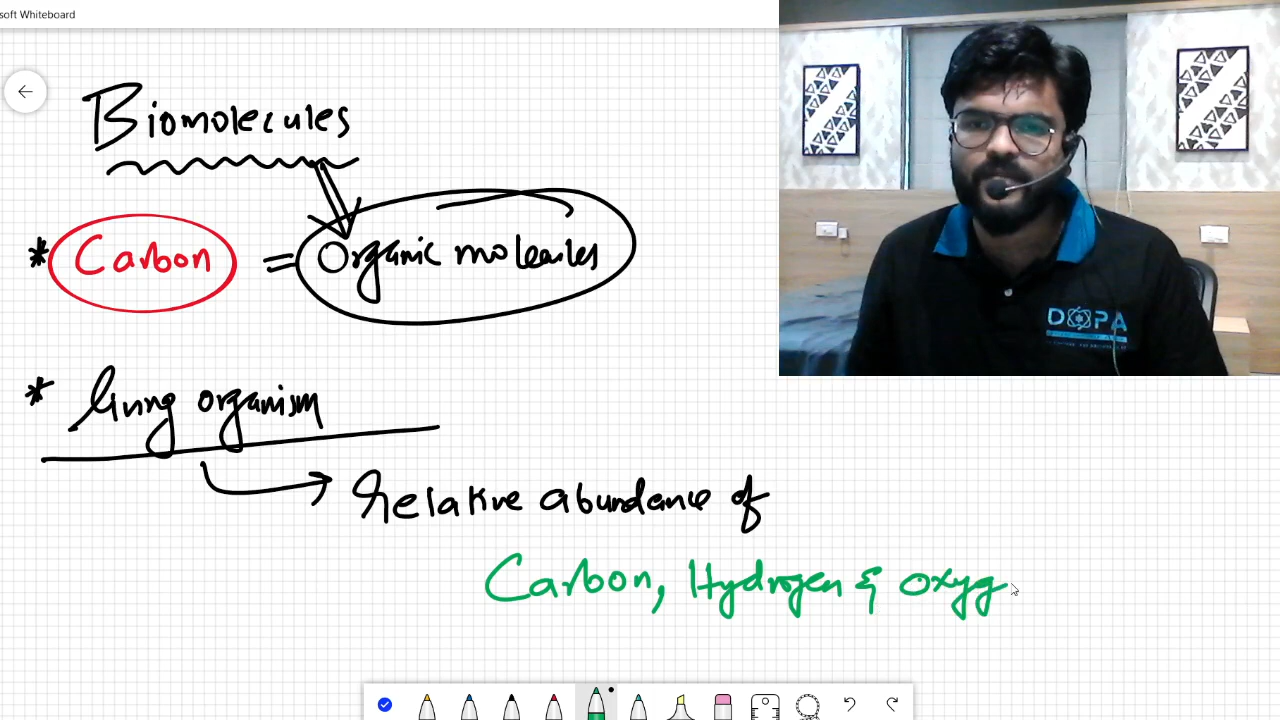 soft Whiteboard
Biomolecules
* Carbon = Organic molecules
* living organism
Relative abundance of
Carbon, Hydrogen & Oxyg
DOPA